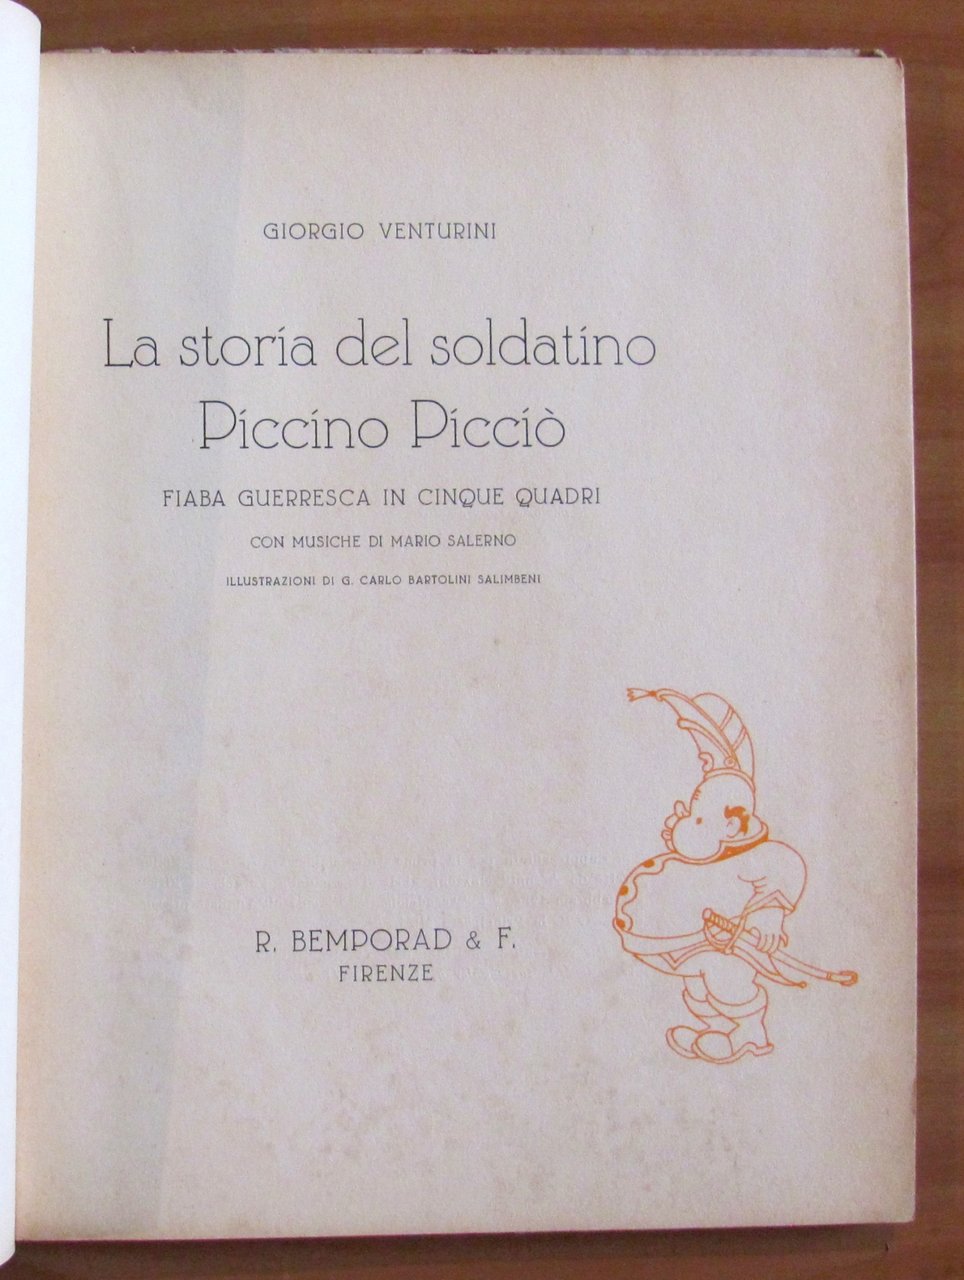 GIORGIO VENTURINI
La storia del soldatino
Piccino Picciò
FIABA GUERRESCA IN CINQUE QUADRI
CON MUSICHE DI MARIO SALERNO
ILLUSTRAZIONI DI G. CARLO BARTOLINI SALIMBENI
R. BEMPORAD & F.
FIRENZE